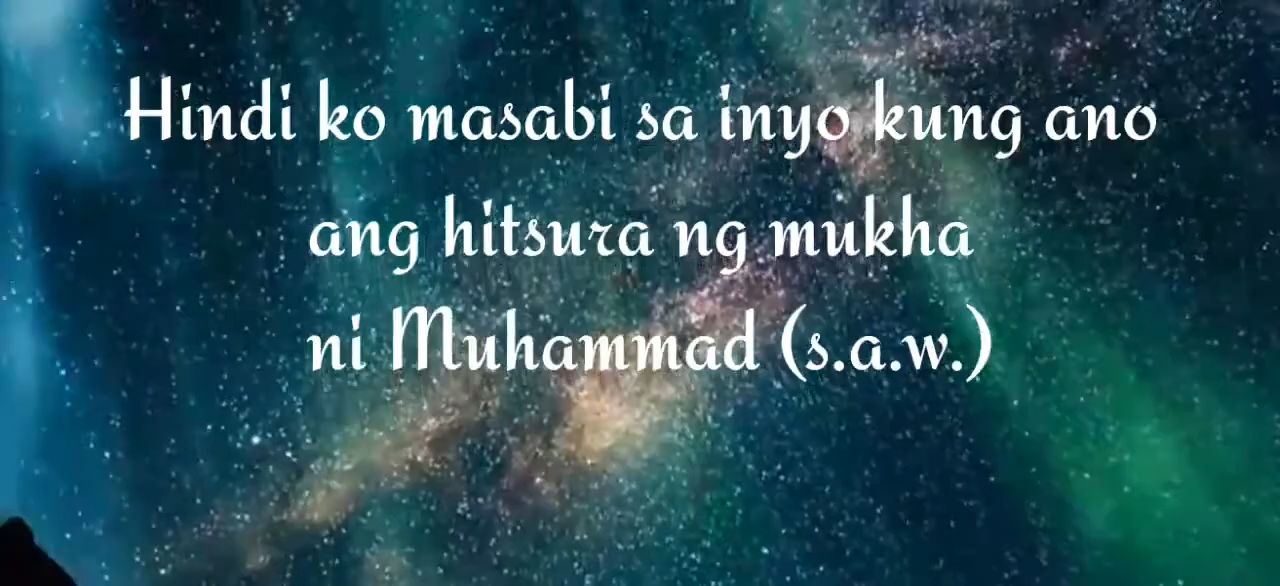 Hindi ko masabi sa inyo kung ano
ang hitsura ng mukha
ni Muhammad (s.a.w.)